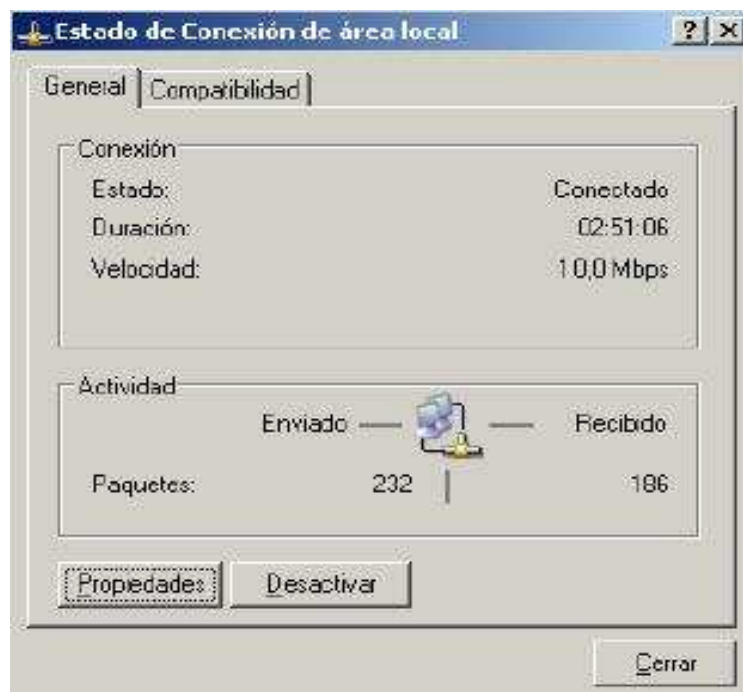 Estado de Conexión de área local
General Compatibilidad
Conexión
Estado: Conectado
Duración: 02:51:06
Velocidad: 10,0 Mbps
Actividad
Enviado Recibido
Paquetes: 232 186
Propiedades Desactivar
Cerrar